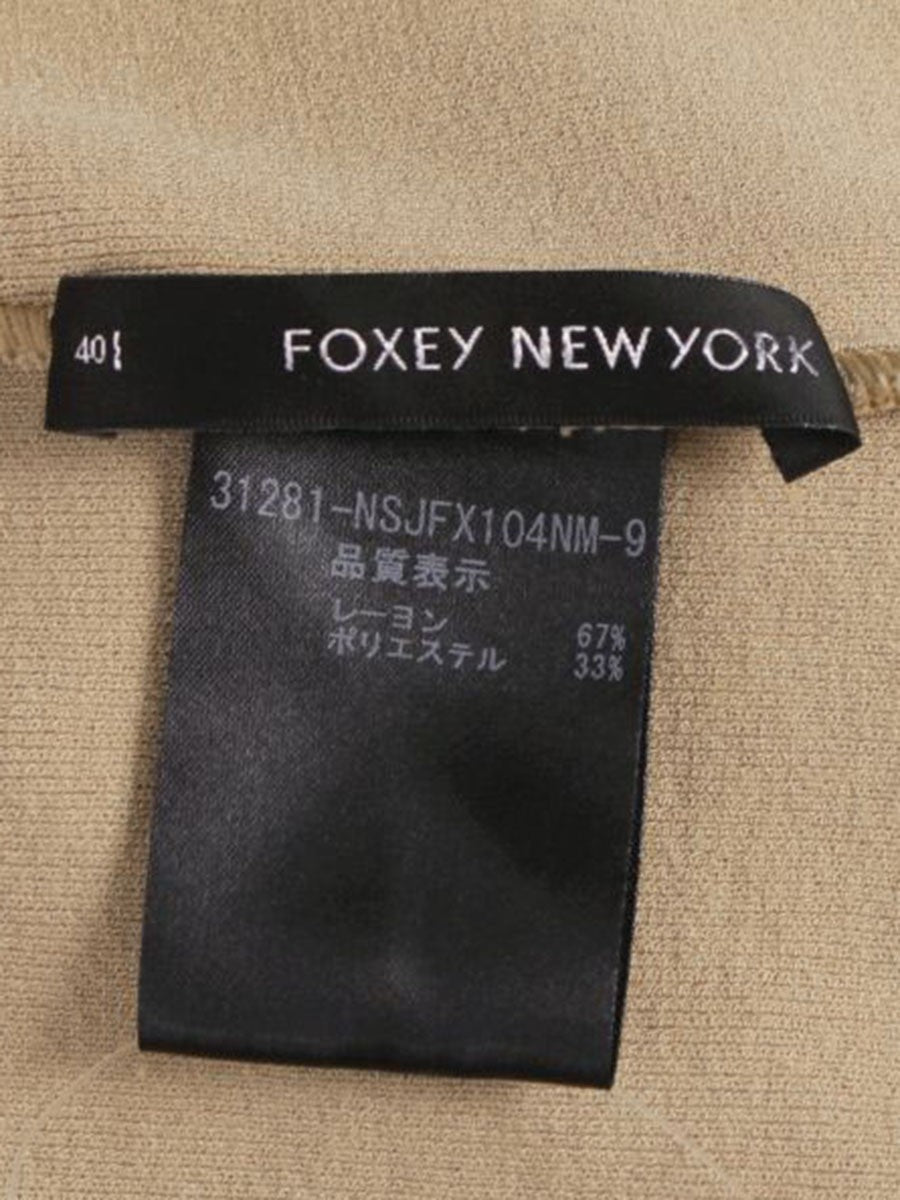 40
FOXEY NEW YORK
31281-NSJFX104NM-9
品質表示
レーヨン 67%
ポリエステル 33%